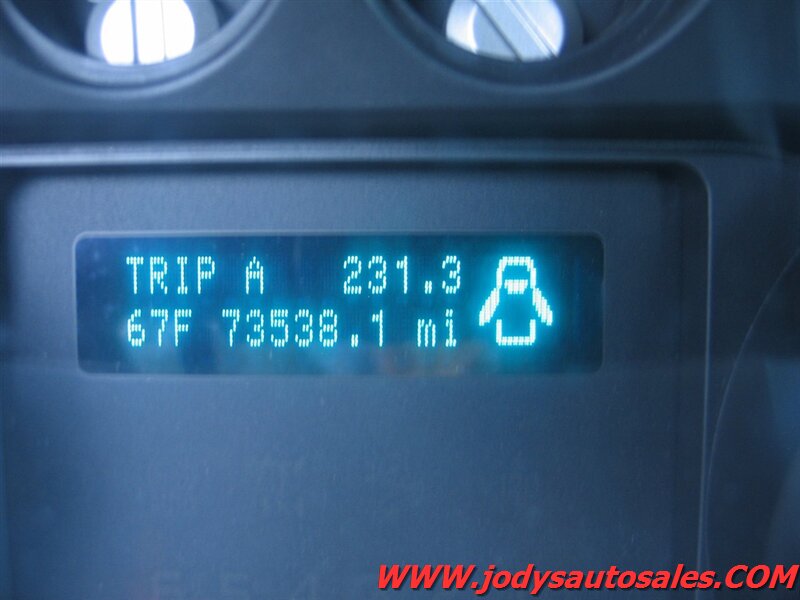 TRIP A 231.3
67F 73538.1 mi
WWW.jodysautosales.COM